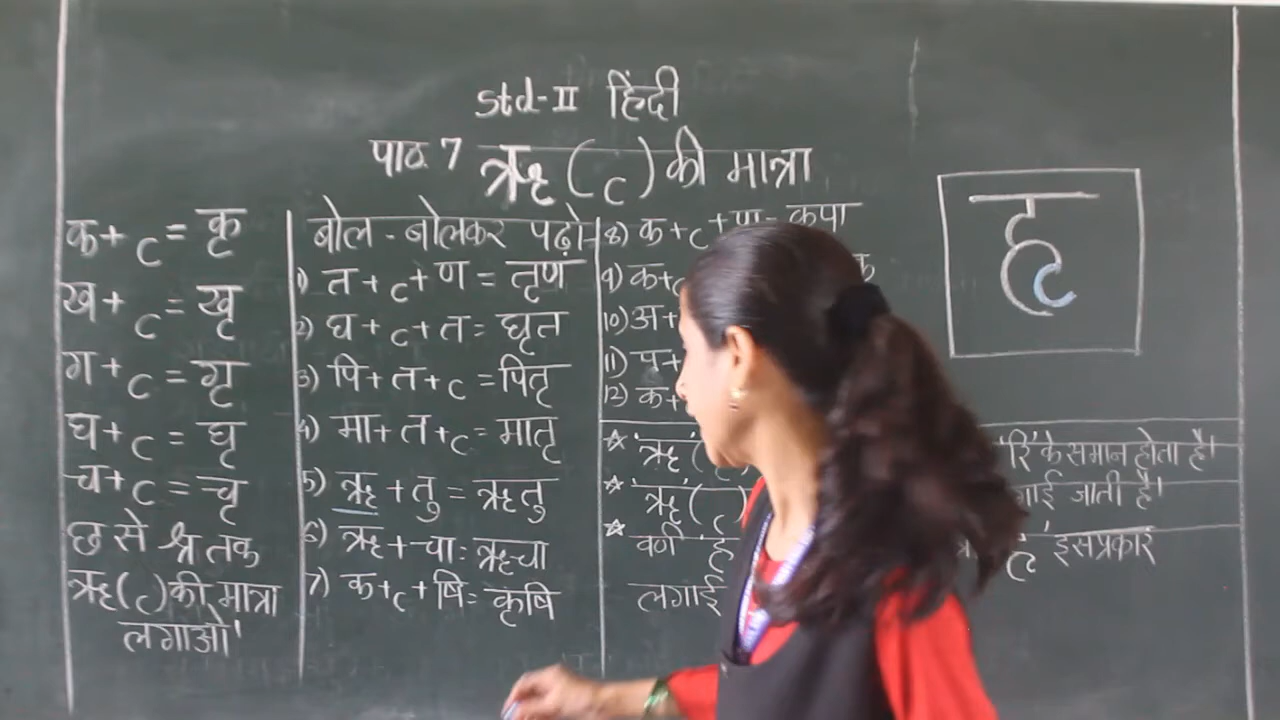 Std-II हिंदी
पाठ 7 ऋ ( ृ ) की मात्रा
क + ृ = कृ
ख + ृ = खृ
ग + ृ = गृ
घ + ृ = घृ
च + ृ = चृ
छ से श्र तक
ऋ( ृ ) की मात्रा
लगाओ।
बोल - बोलकर पढ़ो-
1) त + ृ + ण = तृण
2) घ + ृ + त = घृत
3) पि + त + ृ = पितृ
4) मा + त + ृ = मातृ
5) ऋ + तु = ऋतु
6) ऋ + चा = ऋचा
7) क + ृ + षि = कृषि
8) क + ृ + पा = कृपा
9) क + ृ
10) अ +
11) प +
12) क +
☆ 'ऋ' ( ृ ) 'रि' के समान होता है।
☆ 'ऋ' ( ृ ) जाती है।
☆ वर्ण 'ह' इसप्रकार
लगाई
हृ